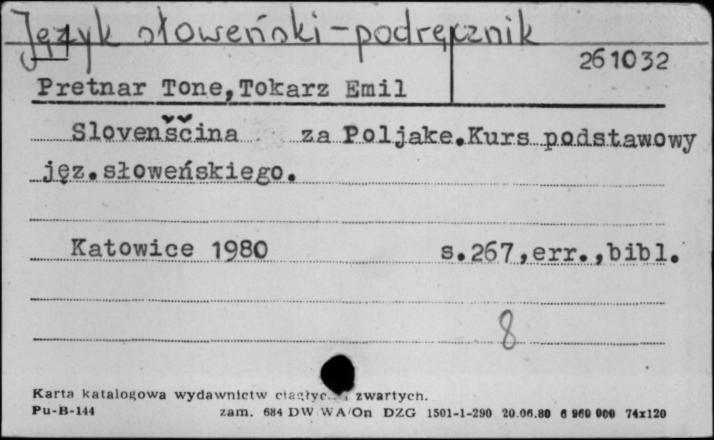 Język słoweński - podręcznik
261032
Pretnar Tone, Tokarz Emil
Slovenščina za Poljake. Kurs podstawowy
jęz. słoweńskiego.
Katowice 1980 s. 267, err., bibl.
8
Karta katalogowa wydawnictw zwartych.
Pu-B-144 zam. 684 DW WA/On DZG 1501-1-290 20.06.80 6 960 000 74x120